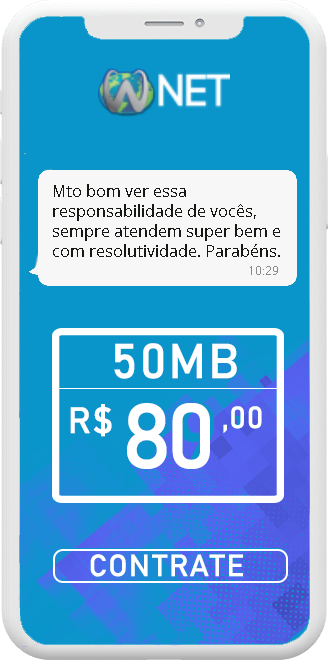 W NET
Mto bom ver essa
responsabilidade de vocês,
sempre atendem super bem e
com resolutividade. Parabéns.
10:29
50MB
R$ 80,00
CONTRATE